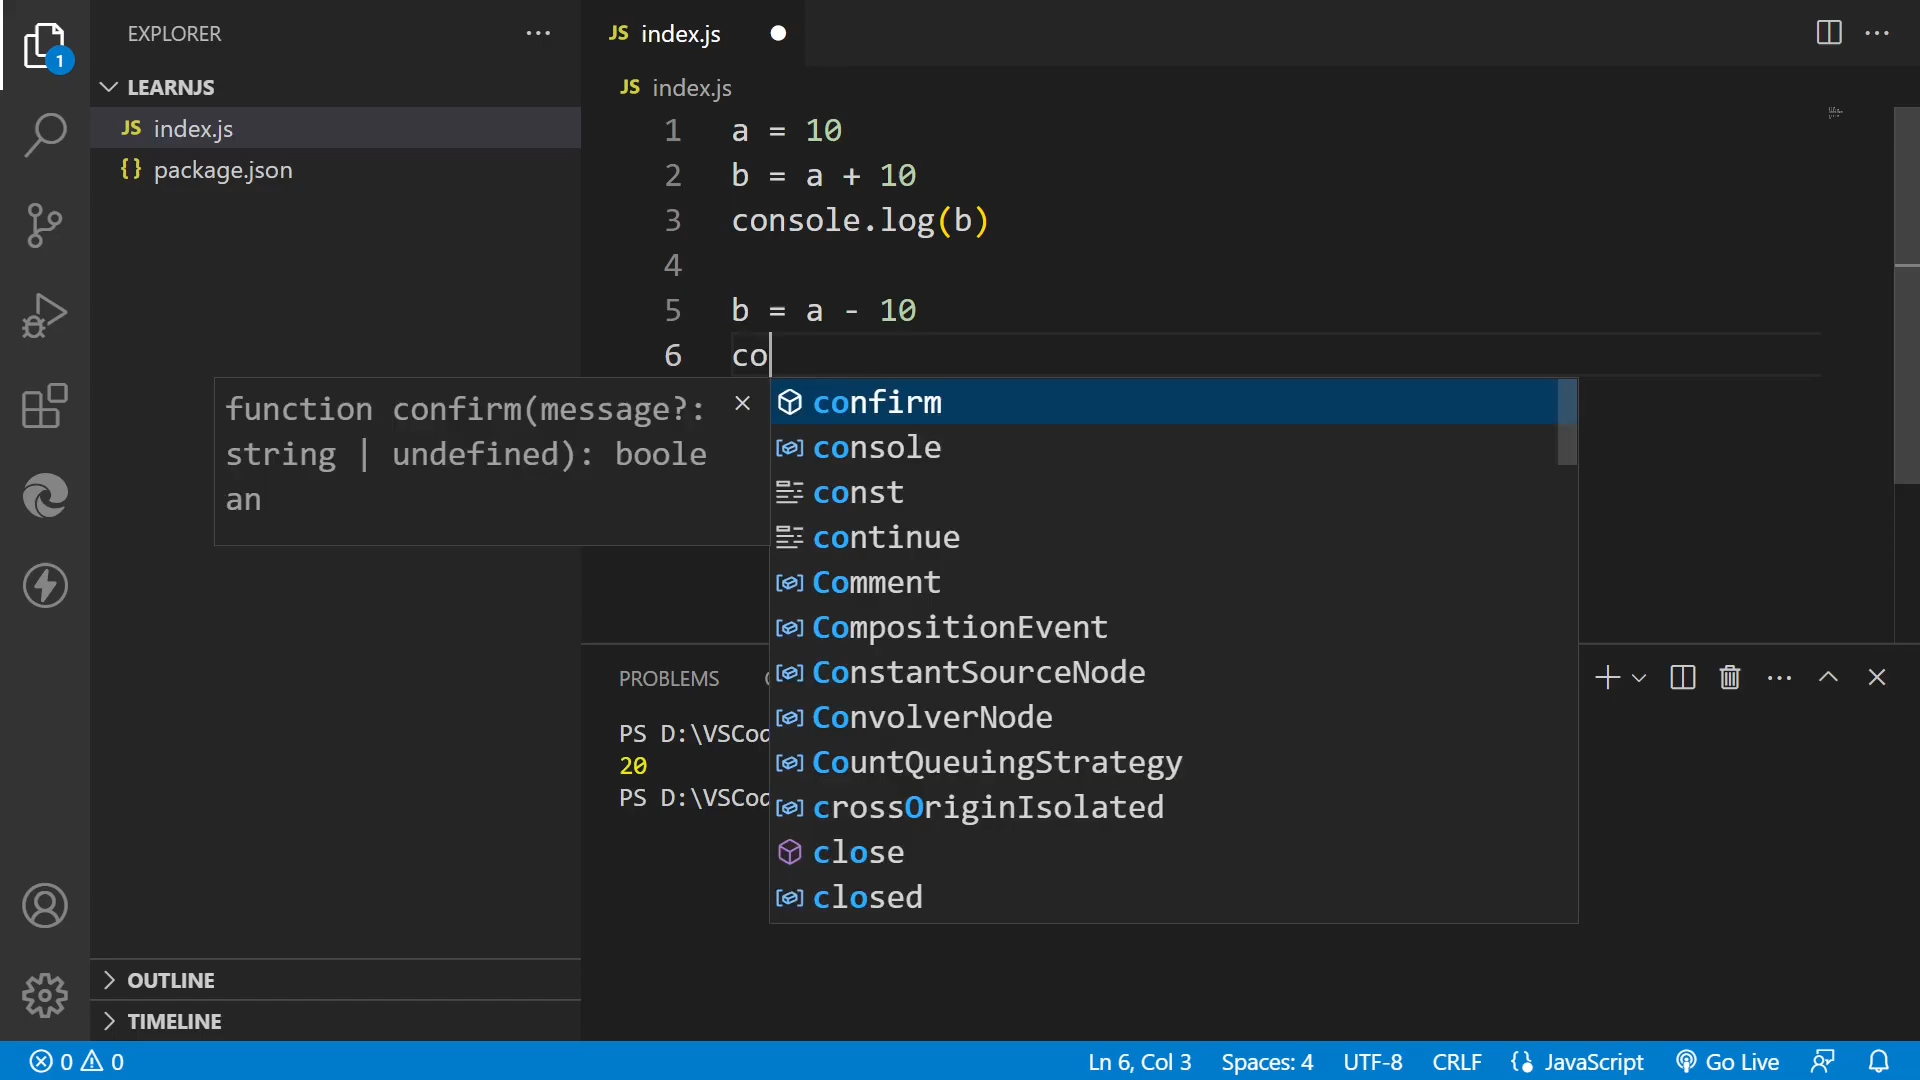 EXPLORER
1
LEARNJS
JS index.js
{} package.json
OUTLINE
TIMELINE
JS index.js
JS index.js
1 a = 10
2 b = a + 10
3 console.log(b)
4
5 b = a - 10
6 co
function confirm(message?:
string | undefined): boole
an
confirm
console
const
continue
Comment
CompositionEvent
ConstantSourceNode
ConvolverNode
CountQueuingStrategy
crossOriginIsolated
close
closed
PROBLEMS
PS D:\VSCod
20
PS D:\VSCod
0 0
Ln 6, Col 3 Spaces: 4 UTF-8 CRLF {} JavaScript Go Live